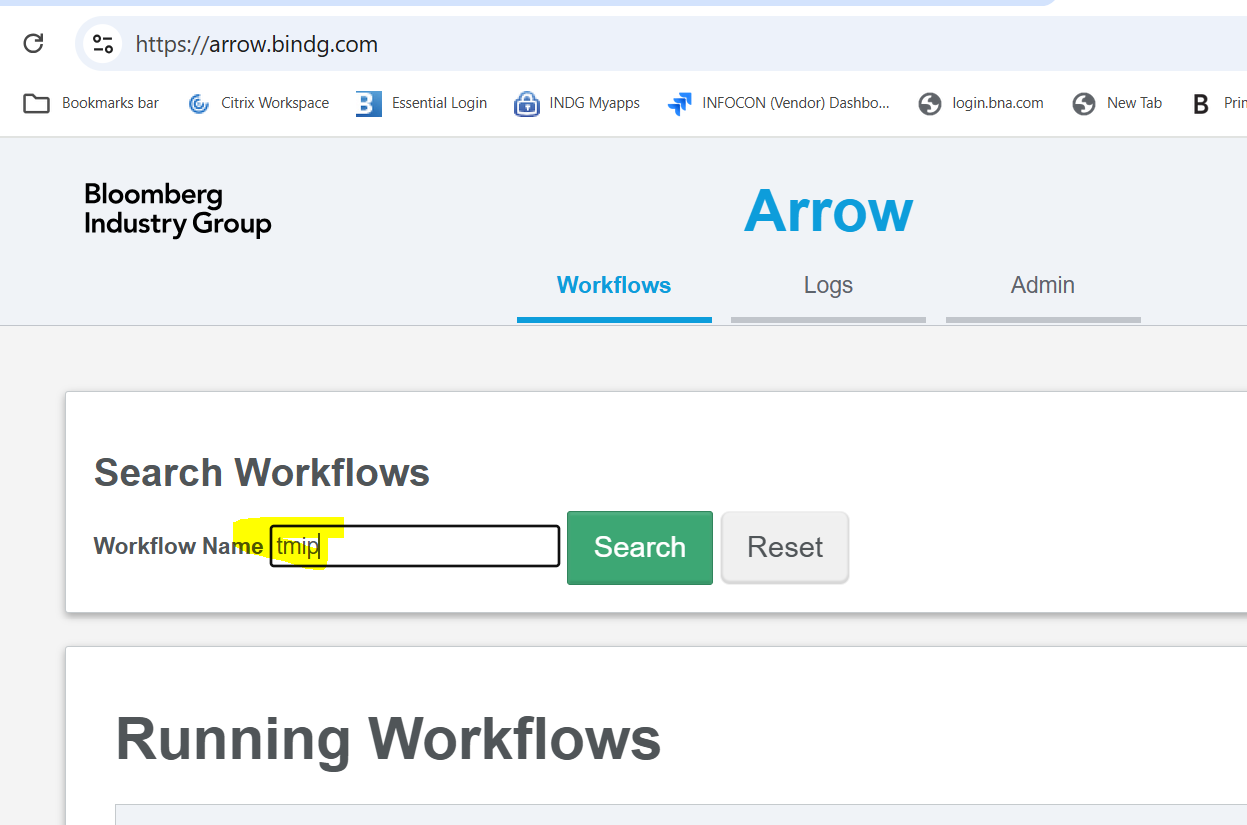 https://arrow.bindg.com
Bookmarks bar Citrix Workspace Essential Login INDG Myapps INFOCON (Vendor) Dashbo... login.bna.com New Tab Prin
Bloomberg
Industry Group
Arrow
Workflows Logs Admin
Search Workflows
Workflow Name tmip Search Reset
Running Workflows